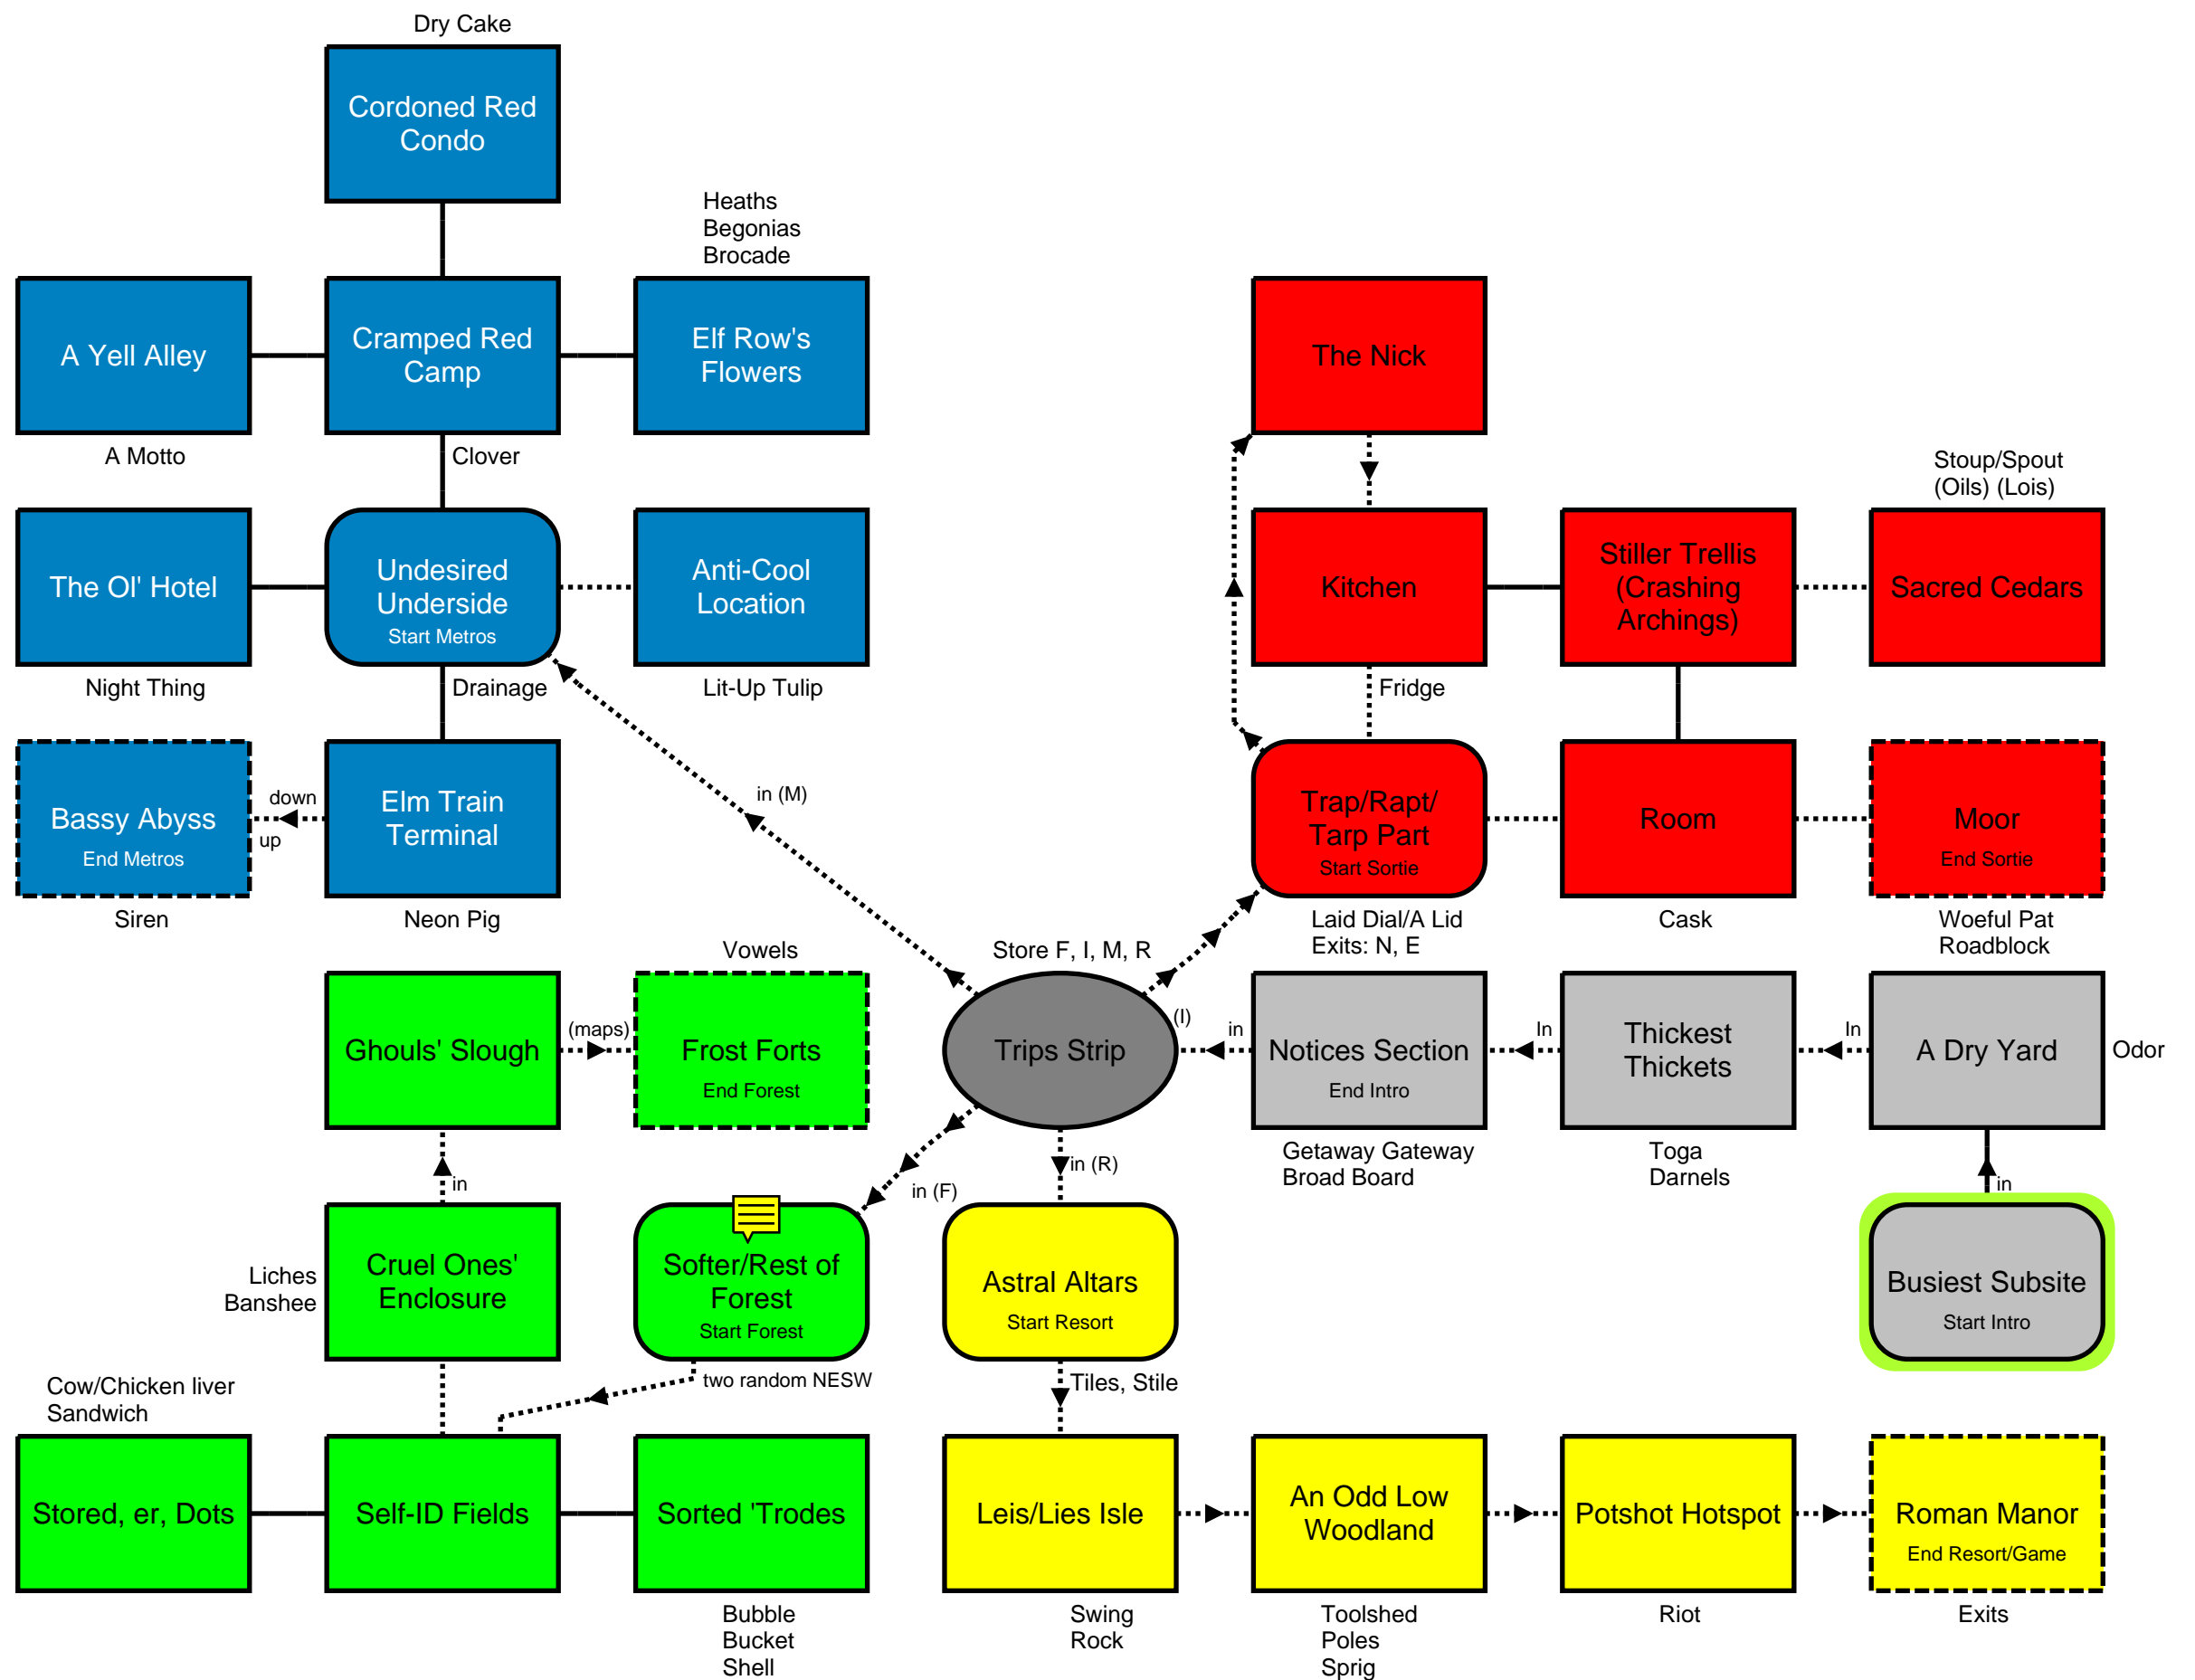 Dry Cake
Cordoned Red
Condo
Heaths
Begonias
Brocade
A Yell Alley
Cramped Red
Camp
Elf Row's
Flowers
The Nick
A Motto
Clover
Stoup/Spout
(Oils) (Lois)
The Ol' Hotel
Undesired
Underside
Start Metros
Anti-Cool
Location
Kitchen
Stiller Trellis
(Crashing
Archings)
Sacred Cedars
Night Thing
Drainage
Lit-Up Tulip
Fridge
Bassy Abyss
End Metros
down
up
Elm Train
Terminal
in (M)
Trap/Rapt/
Tarp Part
Start Sortie
Room
Moor
End Sortie
Siren
Neon Pig
Laid Dial/A Lid
Exits: N, E
Cask
Woeful Pat
Roadblock
Vowels
Store F, I, M, R
Ghouls' Slough
(maps)
Frost Forts
End Forest
Trips Strip
(I)
in
Notices Section
End Intro
In
Thickest
Thickets
In
A Dry Yard
Odor
Getaway Gateway
Broad Board
Toga
Darnels
in
in (F)
in (R)
in
Liches
Banshee
Cruel Ones'
Enclosure
Softer/Rest of
Forest
Start Forest
Astral Altars
Start Resort
Busiest Subsite
Start Intro
two random NESW
Tiles, Stile
Cow/Chicken liver
Sandwich
Stored, er, Dots
Self-ID Fields
Sorted 'Trodes
Leis/Lies Isle
An Odd Low
Woodland
Potshot Hotspot
Roman Manor
End Resort/Game
Bubble
Bucket
Shell
Swing
Rock
Toolshed
Poles
Sprig
Riot
Exits